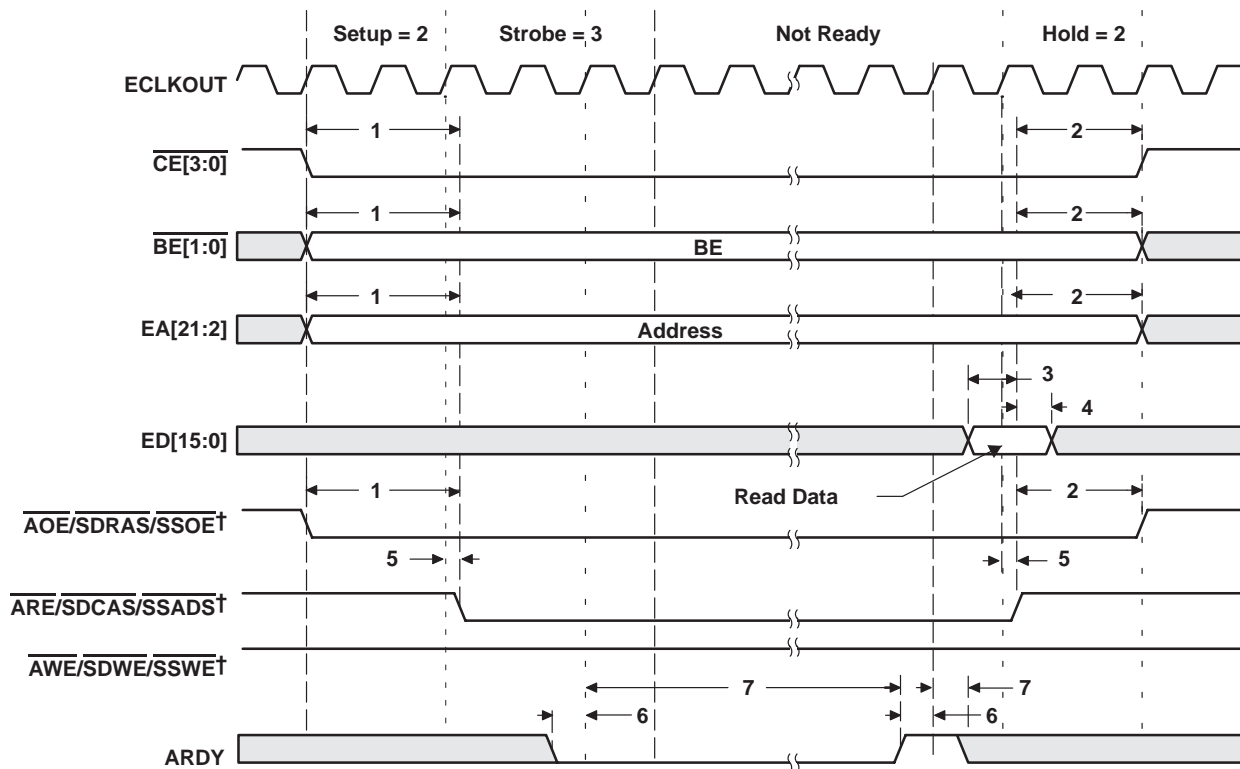 Setup = 2 Strobe = 3 Not Ready Hold = 2
ECLKOUT
1 2
CE[3:0]
1 2
BE[1:0] BE
1 2
EA[21:2] Address
3
4
ED[15:0]
Read Data
1 2
AOE/SDRAS/SSOE†
5 5
ARE/SDCAS/SSADS†
AWE/SDWE/SSWE†
7 7
6 6
ARDY